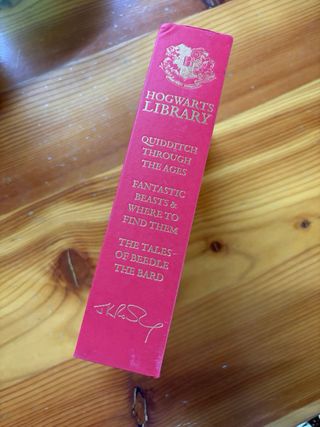 HOGWARTS
LIBRARY
QUIDDITCH
THROUGH
THE AGES
FANTASTIC
BEASTS &
WHERE TO
FIND THEM
THE TALES
OF BEEDLE
THE BARD